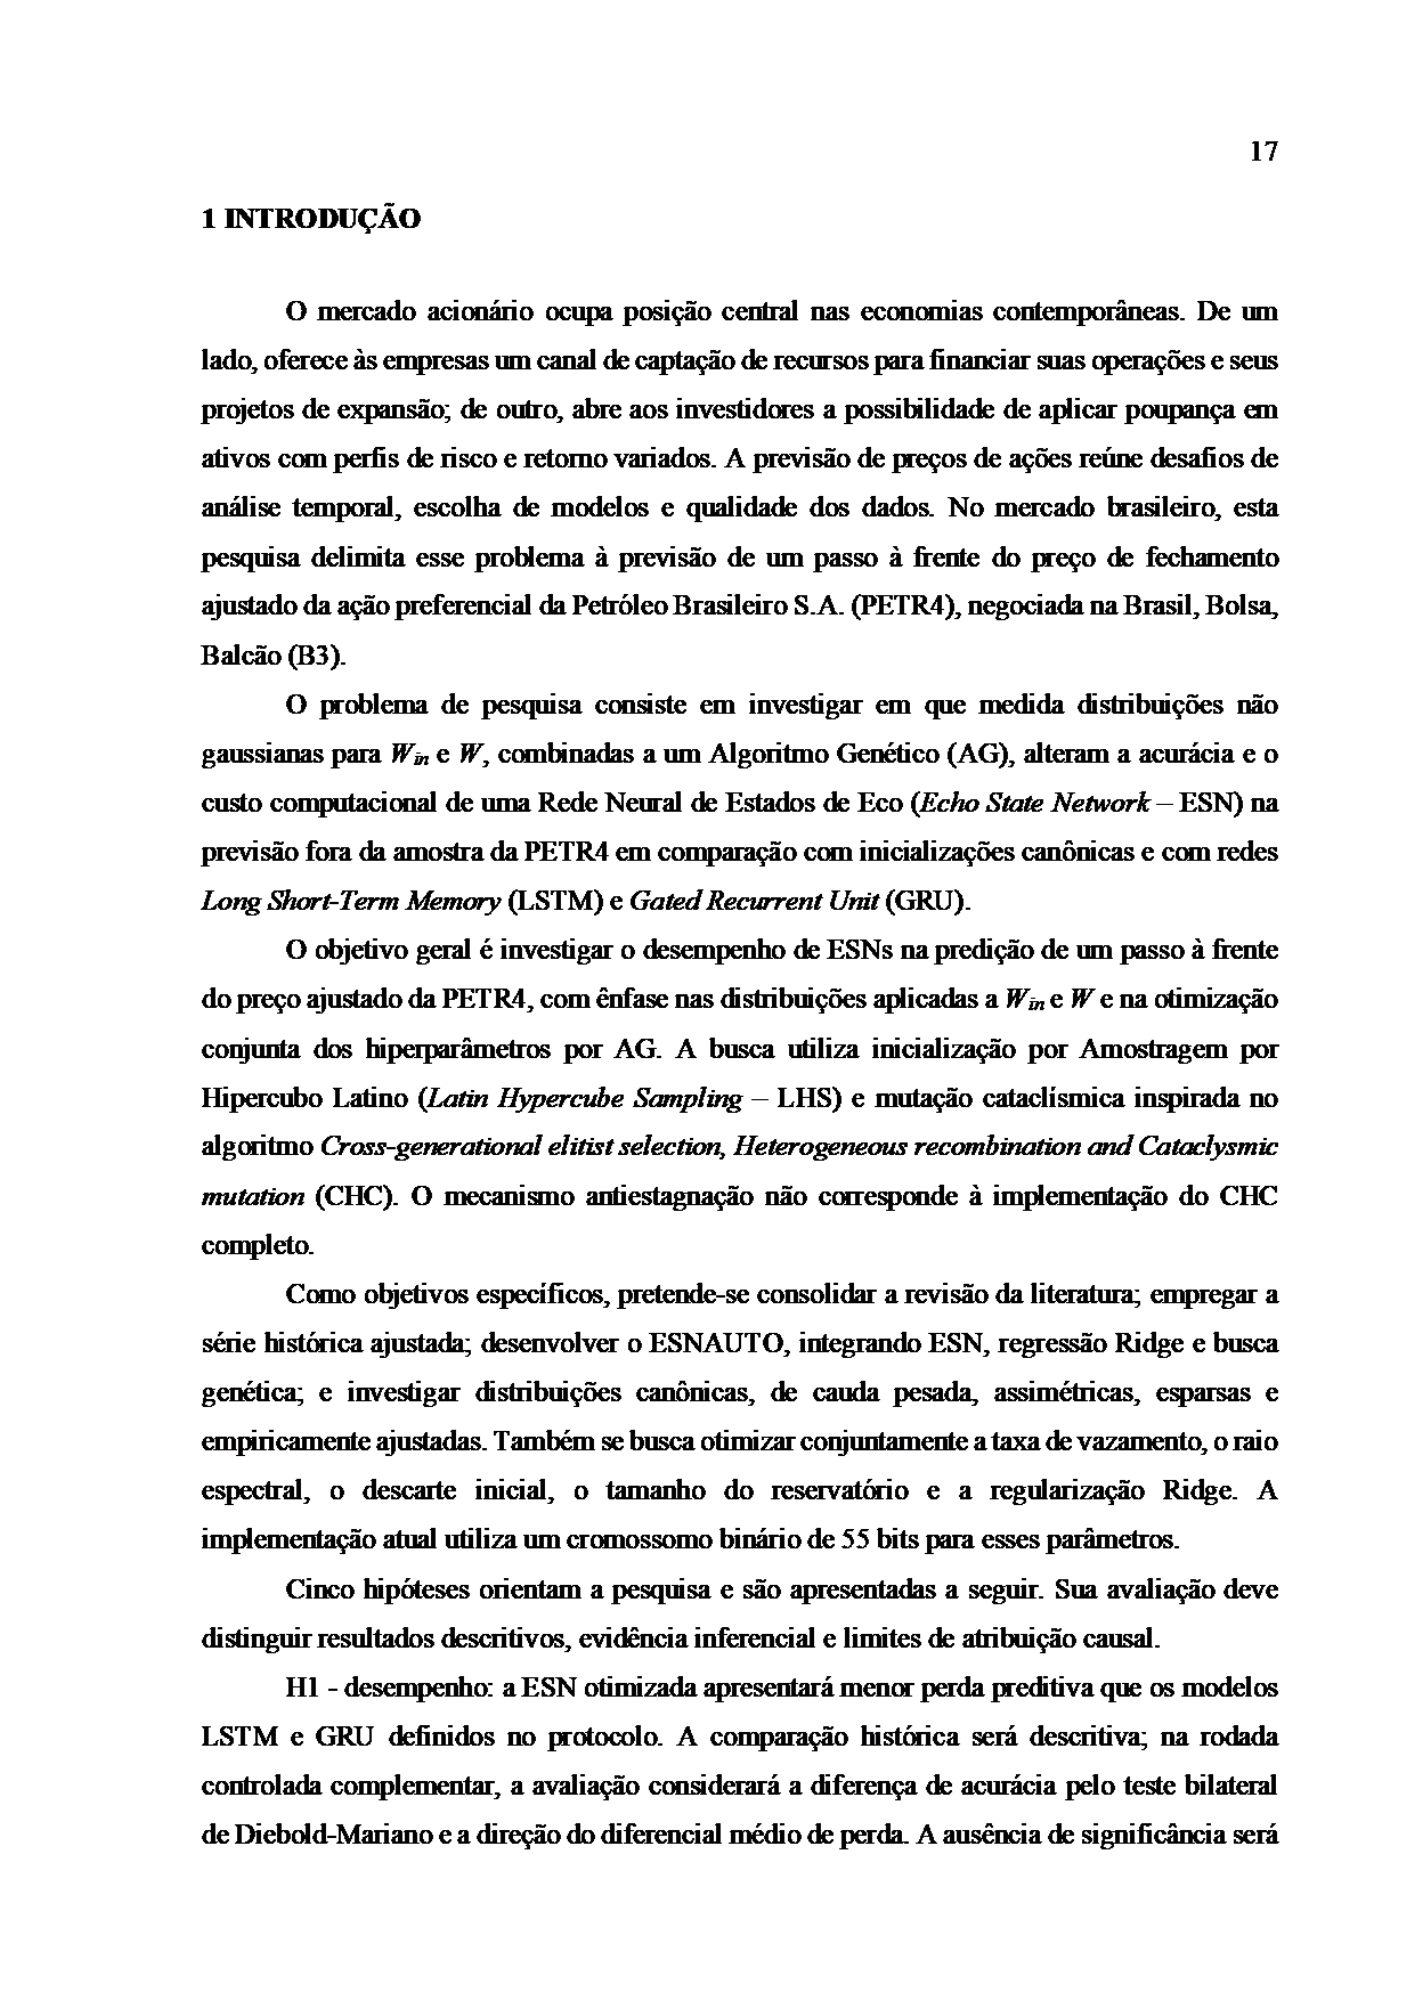 17
1 INTRODUÇÃO
O mercado acionário ocupa posição central nas economias contemporâneas. De um
lado, oferece às empresas um canal de captação de recursos para financiar suas operações e seus
projetos de expansão; de outro, abre aos investidores a possibilidade de aplicar poupança em
ativos com perfis de risco e retorno variados. A previsão de preços de ações reúne desafios de
análise temporal, escolha de modelos e qualidade dos dados. No mercado brasileiro, esta
pesquisa delimita esse problema à previsão de um passo à frente do preço de fechamento
ajustado da ação preferencial da Petróleo Brasileiro S.A. (PETR4), negociada na Brasil, Bolsa,
Balcão (B3).
O problema de pesquisa consiste em investigar em que medida distribuições não
gaussianas para Win e W, combinadas a um Algoritmo Genético (AG), alteram a acurácia e o
custo computacional de uma Rede Neural de Estados de Eco (Echo State Network – ESN) na
previsão fora da amostra da PETR4 em comparação com inicializações canônicas e com redes
Long Short-Term Memory (LSTM) e Gated Recurrent Unit (GRU).
O objetivo geral é investigar o desempenho de ESNs na predição de um passo à frente
do preço ajustado da PETR4, com ênfase nas distribuições aplicadas a Win e W e na otimização
conjunta dos hiperparâmetros por AG. A busca utiliza inicialização por Amostragem por
Hipercubo Latino (Latin Hypercube Sampling – LHS) e mutação cataclísmica inspirada no
algoritmo Cross-generational elitist selection, Heterogeneous recombination and Cataclysmic
mutation (CHC). O mecanismo antiestagnação não corresponde à implementação do CHC
completo.
Como objetivos específicos, pretende-se consolidar a revisão da literatura; empregar a
série histórica ajustada; desenvolver o ESNAUTO, integrando ESN, regressão Ridge e busca
genética; e investigar distribuições canônicas, de cauda pesada, assimétricas, esparsas e
empiricamente ajustadas. Também se busca otimizar conjuntamente a taxa de vazamento, o raio
espectral, o descarte inicial, o tamanho do reservatório e a regularização Ridge. A
implementação atual utiliza um cromossomo binário de 55 bits para esses parâmetros.
Cinco hipóteses orientam a pesquisa e são apresentadas a seguir. Sua avaliação deve
distinguir resultados descritivos, evidência inferencial e limites de atribuição causal.
H1 - desempenho: a ESN otimizada apresentará menor perda preditiva que os modelos
LSTM e GRU definidos no protocolo. A comparação histórica será descritiva; na rodada
controlada complementar, a avaliação considerará a diferença de acurácia pelo teste bilateral
de Diebold-Mariano e a direção do diferencial médio de perda. A ausência de significância será